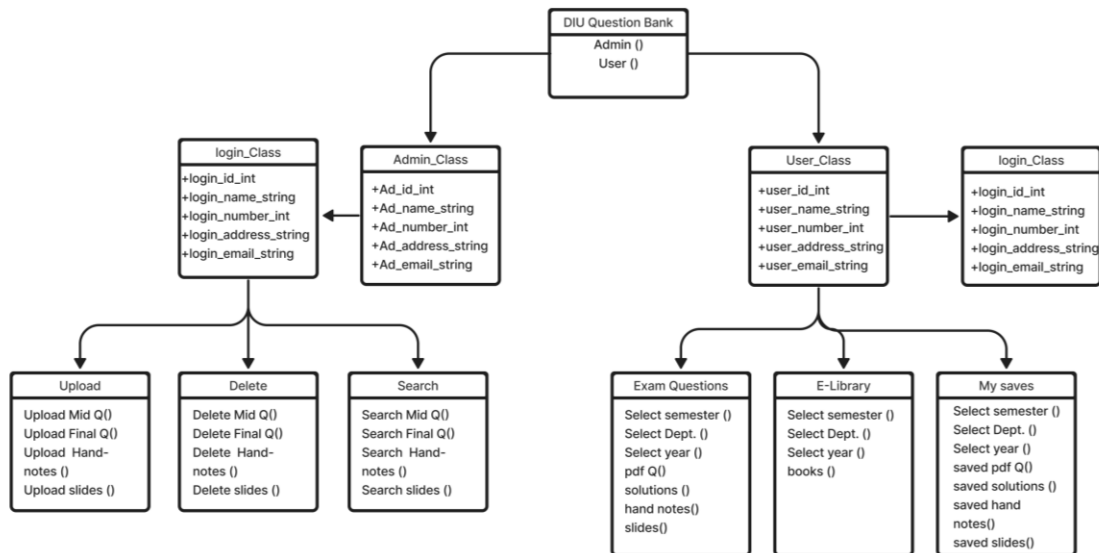 DIU Question Bank
Admin ()
User ()
login_Class
+login_id_int
+login_name_string
+login_number_int
+login_address_string
+login_email_string
Admin_Class
+Ad_id_int
+Ad_name_string
+Ad_number_int
+Ad_address_string
+Ad_email_string
User_Class
+user_id_int
+user_name_string
+user_number_int
+user_address_string
+user_email_string
login_Class
+login_id_int
+login_name_string
+login_number_int
+login_address_string
+login_email_string
Upload
Upload Mid Q()
Upload Final Q()
Upload Hand-
notes ()
Upload slides ()
Delete
Delete Mid Q()
Delete Final Q()
Delete Hand-
notes ()
Delete slides ()
Search
Search Mid Q()
Search Final Q()
Search Hand-
notes ()
Search slides ()
Exam Questions
Select semester ()
Select Dept. ()
Select year ()
pdf Q()
solutions ()
hand notes()
slides()
E-Library
Select semester ()
Select Dept. ()
Select year ()
books ()
My saves
Select semester ()
Select Dept. ()
Select year ()
saved pdf Q()
saved solutions ()
saved hand
notes()
saved slides()